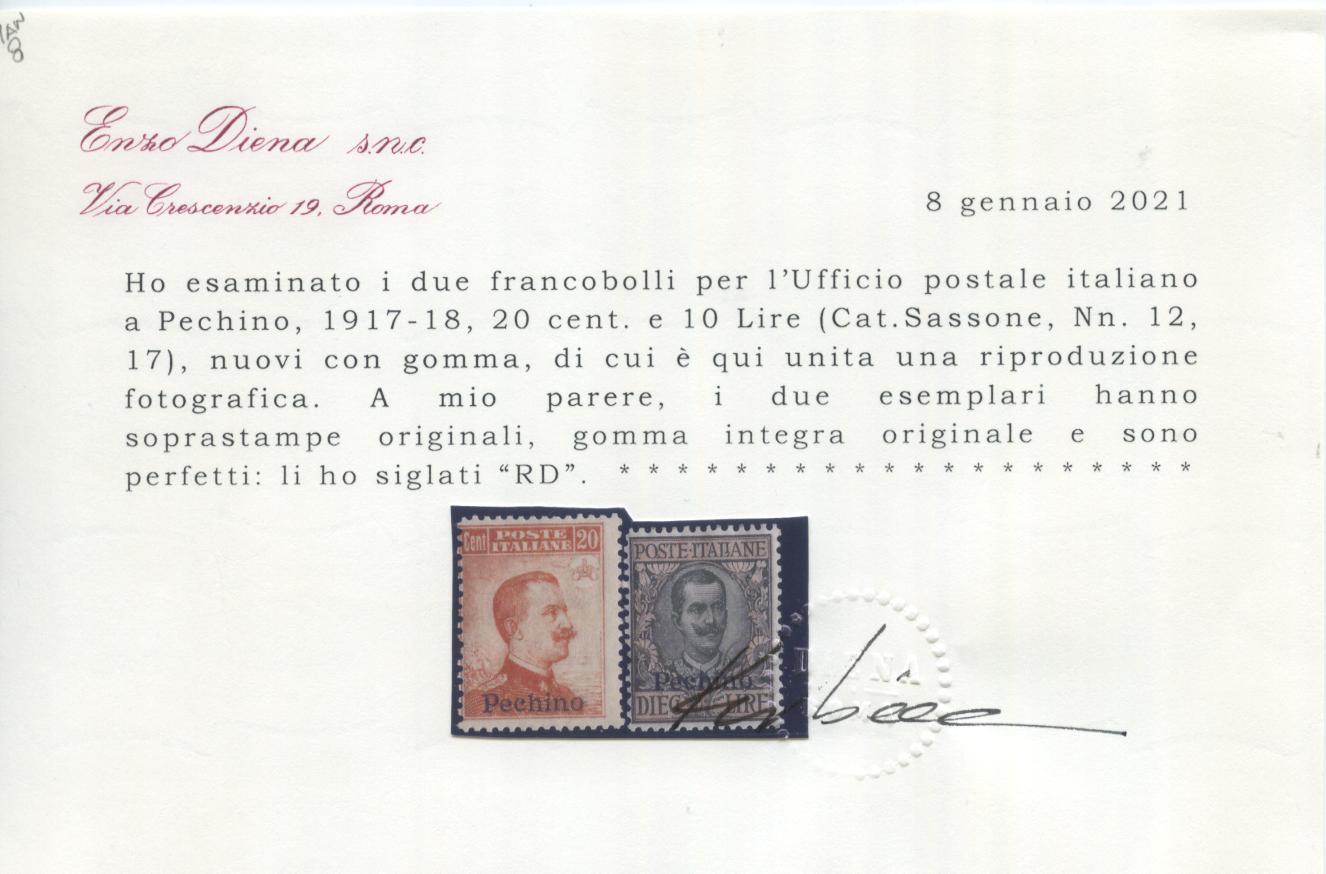 Enzo Diena s.n.c.
Via Crescenzio 19, Roma
8 gennaio 2021
Ho esaminato i due francobolli per l'Ufficio postale italiano
a Pechino, 1917-18, 20 cent. e 10 Lire (Cat.Sassone, Nn. 12,
17), nuovi con gomma, di cui è qui unita una riproduzione
fotografica. A mio parere, i due esemplari hanno
soprastampe originali, gomma integra originale e sono
perfetti: li ho siglati “RD”. * * * * * * * * * * * * * * * * * * * *
Cent POSTE ITALIANE 20
Pechino
POSTE·ITALIANE
Pechino
LIRE